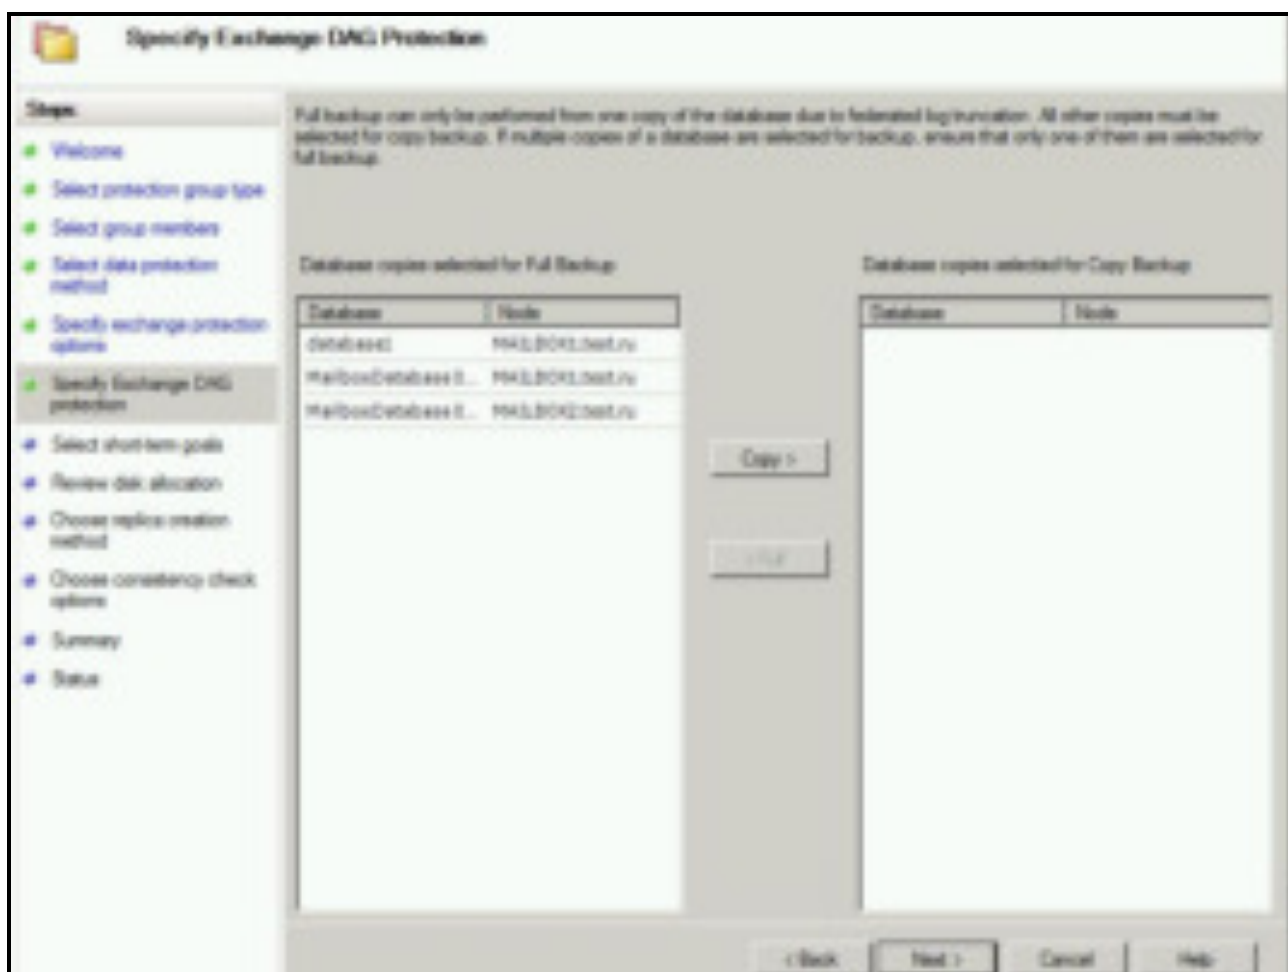 Specify Exchange DAG Protection
Steps:
Welcome
Select protection group type
Select group members
Select data protection
method
Specify exchange protection
options
Specify Exchange DAG
protection
Select short-term goals
Review disk allocation
Choose replica creation
method
Choose consistency check
options
Summary
Status
Full backup can only be performed from one copy of the database due to federated log truncation. All other copies must be
selected for copy backup. If multiple copies of a database are selected for backup, ensure that only one of them are selected for
full backup.
Database copies selected for Full Backup:
Database Node
database1 MAILBOX1.test.ru
MailboxDatabase ... MAILBOX1.test.ru
MailboxDatabase ... MAILBOX2.test.ru
Copy >
< Full
Database copies selected for Copy Backup:
Database Node
< Back Next > Cancel Help